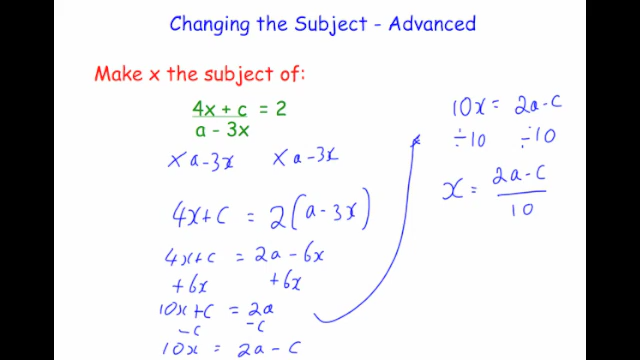 Changing the Subject - Advanced
Make x the subject of:
4x + c = 2
a - 3x
× a - 3x × a - 3x
4x + c = 2(a - 3x)
4x + c = 2a - 6x
+ 6x + 6x
10x + c = 2a
- c - c
10x = 2a - c
10x = 2a - c
÷ 10 ÷ 10
x = 2a - c
10